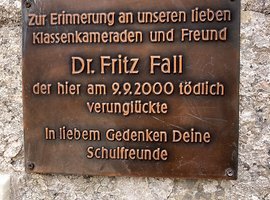 Zur Erinnerung an unseren lieben
Klassenkameraden und Freund
Dr. Fritz Fall
der hier am 9.9.2000 tödlich
verunglückte
In liebem Gedenken Deine
Schulfreunde